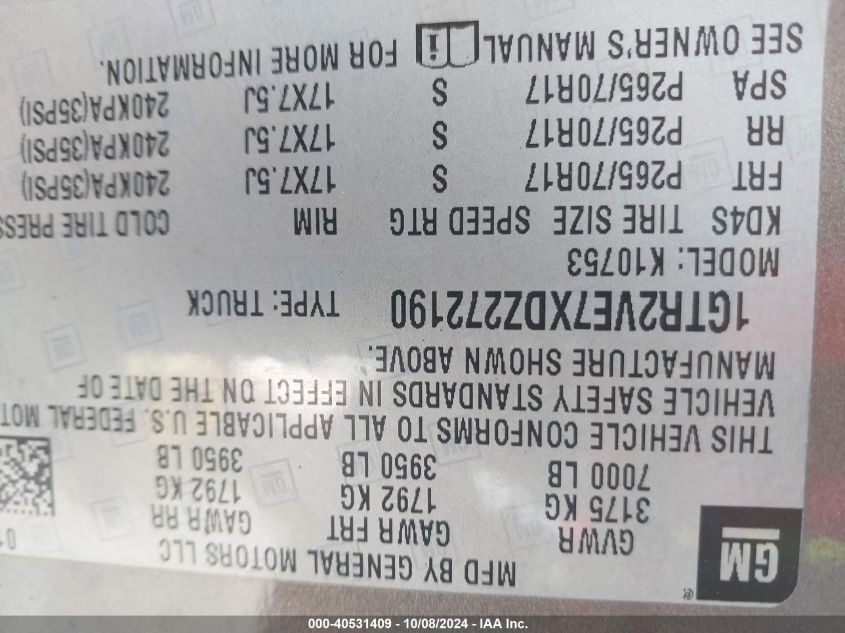 GM
®
MFD BY GENERAL MOTORS LLC
GVWR GAWR FRT GAWR RR
3175 KG 1792 KG 1792 KG
7000 LB 3950 LB 3950 LB
THIS VEHICLE CONFORMS TO ALL APPLICABLE U.S. FEDERAL MOT
VEHICLE SAFETY STANDARDS IN EFFECT ON THE DATE OF
MANUFACTURE SHOWN ABOVE.
1GTR2VE7XDZ272190 TYPE: TRUCK
MODEL: K10753
KD4S TIRE SIZE SPEED RTG RIM COLD TIRE PRESS
FRT P265/70R17 S 17X7.5J 240KPA(35PSI)
RR P265/70R17 S 17X7.5J 240KPA(35PSI)
SPA P265/70R17 S 17X7.5J 240KPA(35PSI)
SEE OWNER'S MANUAL i FOR MORE INFORMATION.
000-40531409 - 10/08/2024 - IAA Inc.